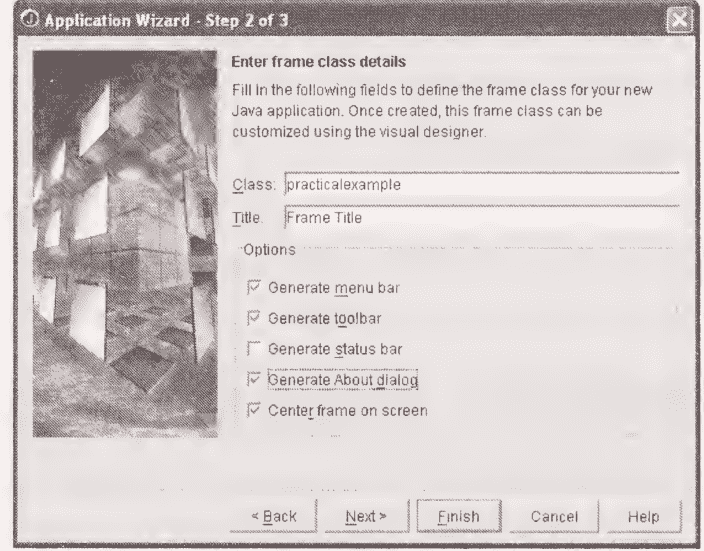 Application Wizard - Step 2 of 3
Enter frame class details
Fill in the following fields to define the frame class for your new
Java application. Once created, this frame class can be
customized using the visual designer.
Class: practicalexample
Title: Frame Title
Options
Generate menu bar
Generate toolbar
Generate status bar
Generate About dialog
Center frame on screen
< Back Next > Finish Cancel Help